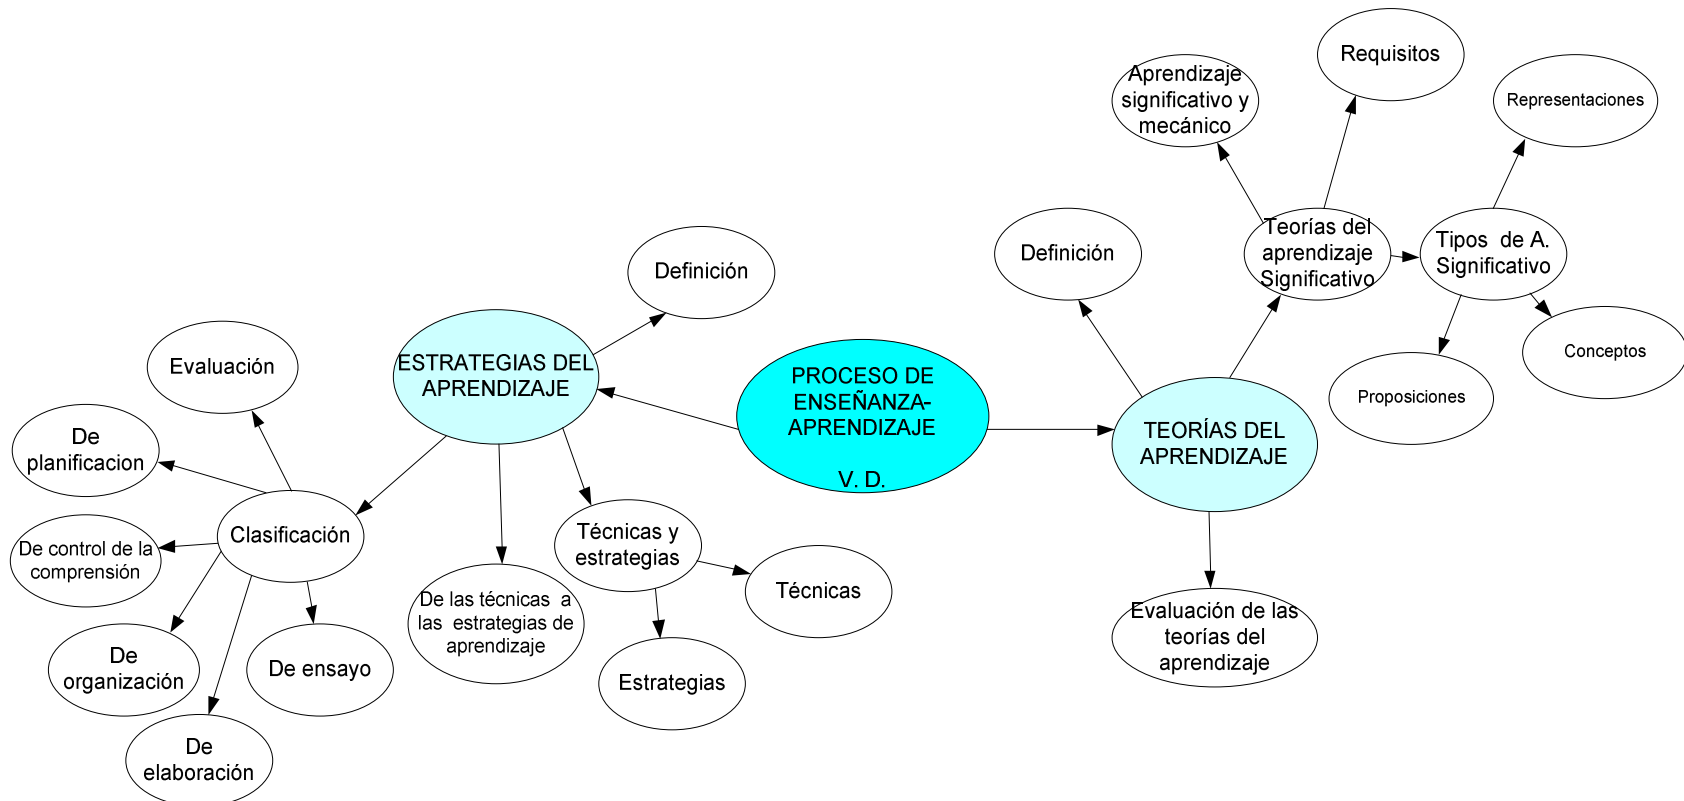 PROCESO DE
ENSEÑANZA-
APRENDIZAJE
V. D.
ESTRATEGIAS DEL
APRENDIZAJE
Definición
Clasificación
Evaluación
De
planificacion
De control de la
comprensión
De
organización
De
elaboración
De ensayo
De las técnicas a
las estrategias de
aprendizaje
Técnicas y
estrategias
Técnicas
Estrategias
TEORÍAS DEL
APRENDIZAJE
Definición
Teorías del
aprendizaje
Significativo
Aprendizaje
significativo y
mecánico
Requisitos
Tipos de A.
Significativo
Representaciones
Conceptos
Proposiciones
Evaluación de las
teorías del
aprendizaje